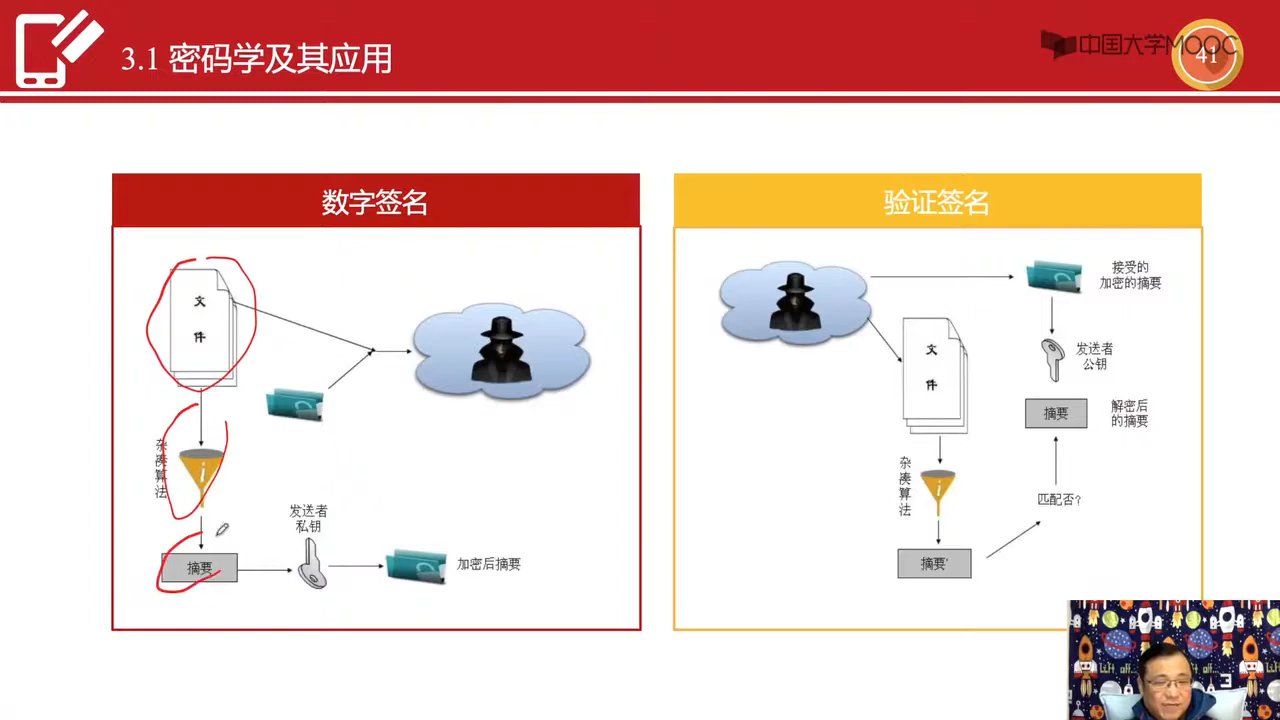 3.1 密码学及其应用
中国大学MOOC
41
数字签名
文
件
杂
凑
算
法
i
摘要
发送者
私钥
加密后摘要
验证签名
接受的
加密的摘要
发送者
公钥
文
件
摘要
解密后
的摘要
杂
凑
算
法
i
匹配否?
摘要'